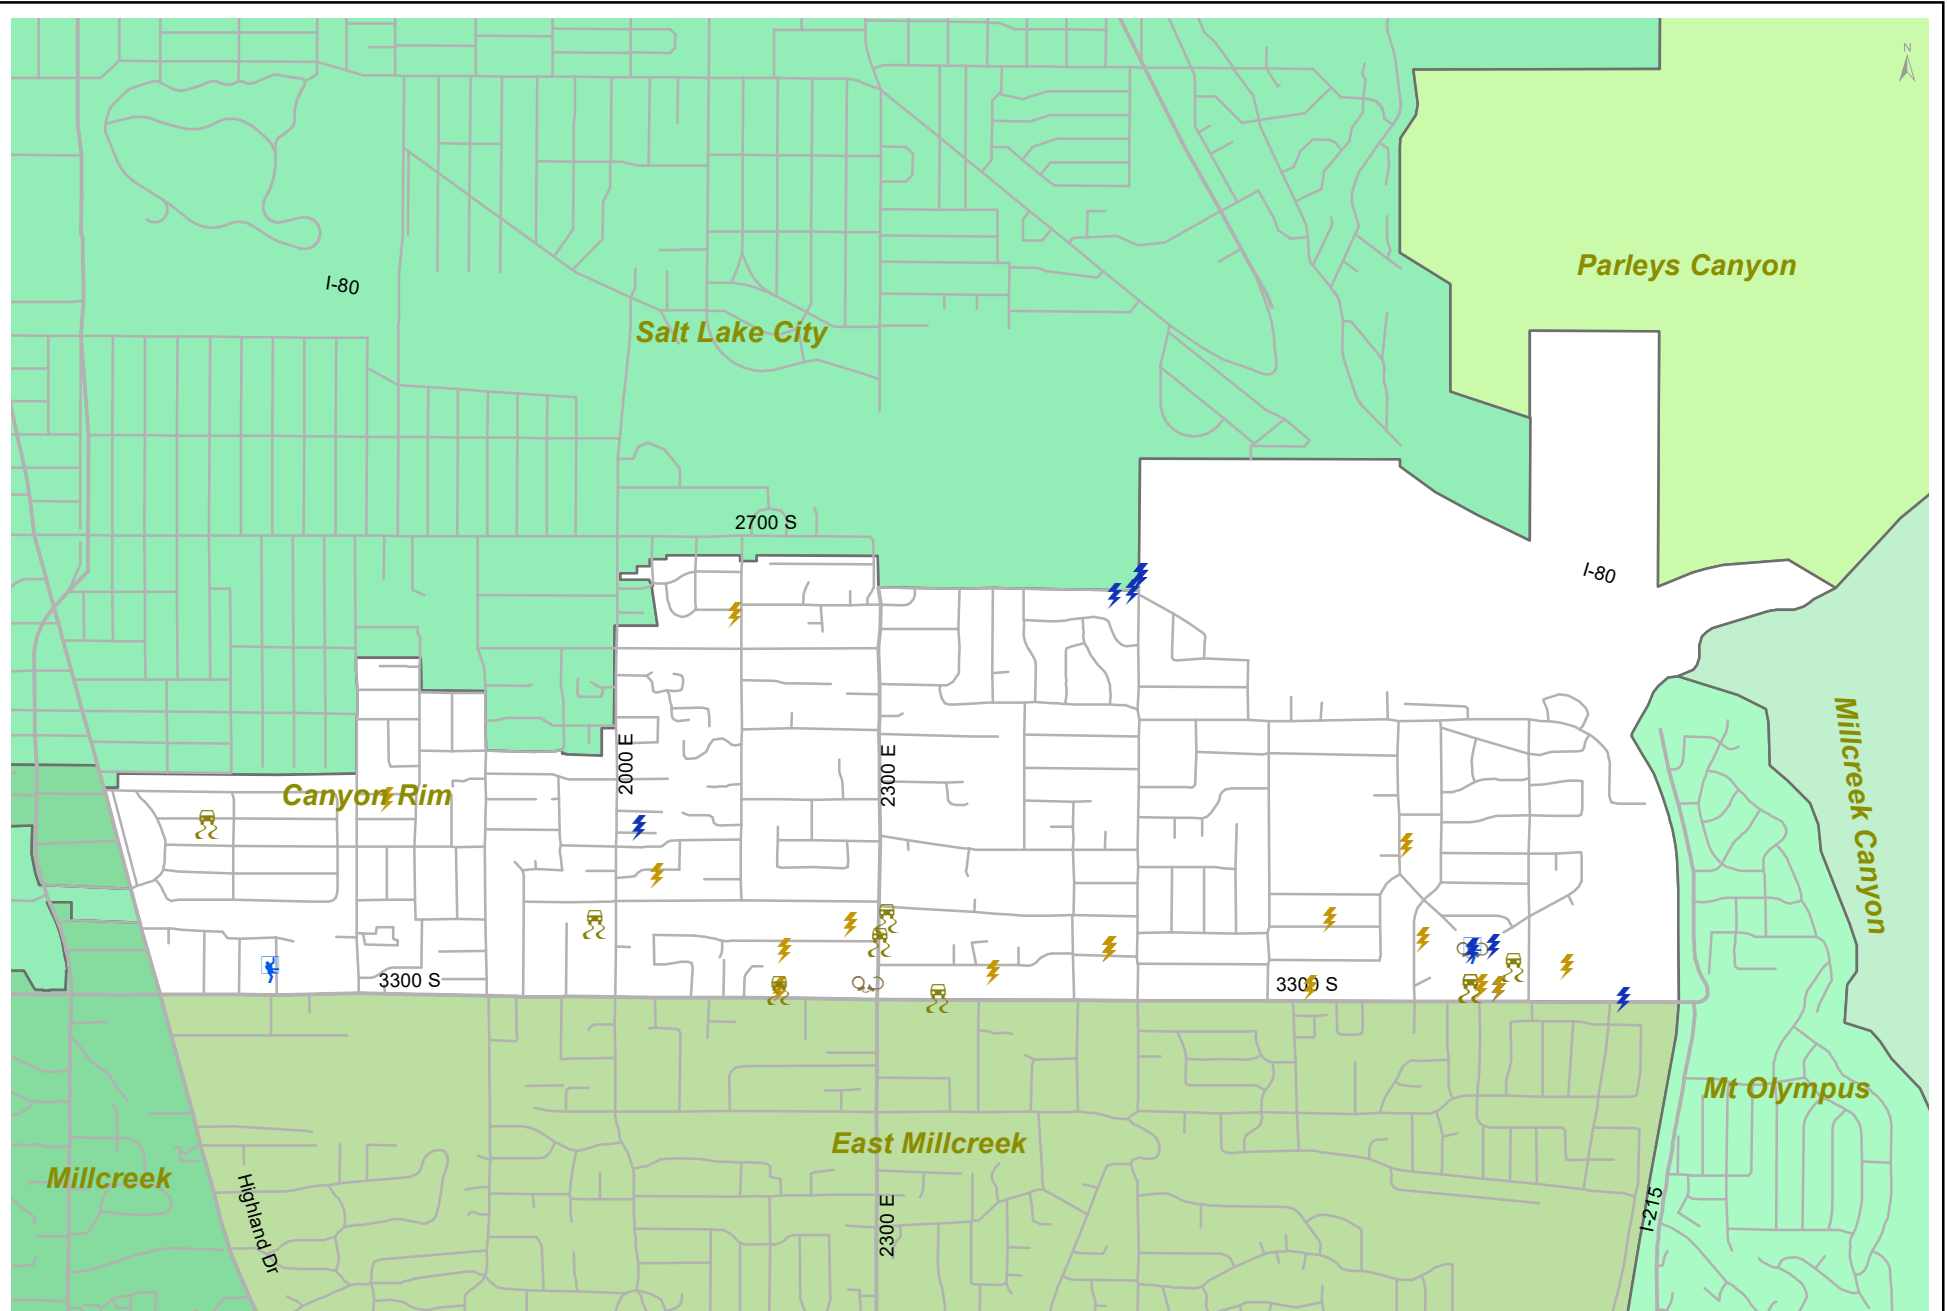 N
Parleys Canyon
I-80
Salt Lake City
2700 S
I-80
Millcreek Canyon
2000 E
2300 E
Canyon Rim
3300 S
3300 S
Mt Olympus
East Millcreek
Millcreek
Highland Dr
2300 E
I-215